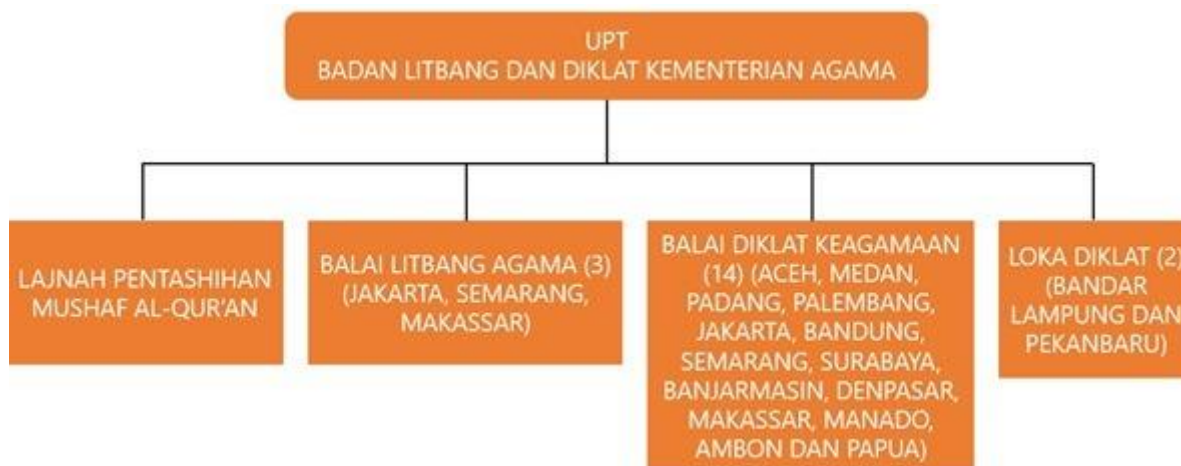 UPT
BADAN LITBANG DAN DIKLAT KEMENTERIAN AGAMA
LAJNAH PENTASHIHAN
MUSHAF AL-QUR'AN
BALAI LITBANG AGAMA (3)
(JAKARTA, SEMARANG,
MAKASSAR)
BALAI DIKLAT KEAGAMAAN
(14) (ACEH, MEDAN,
PADANG, PALEMBANG,
JAKARTA, BANDUNG,
SEMARANG, SURABAYA,
BANJARMASIN, DENPASAR,
MAKASSAR, MANADO,
AMBON DAN PAPUA)
LOKA DIKLAT (2)
(BANDAR
LAMPUNG DAN
PEKANBARU)